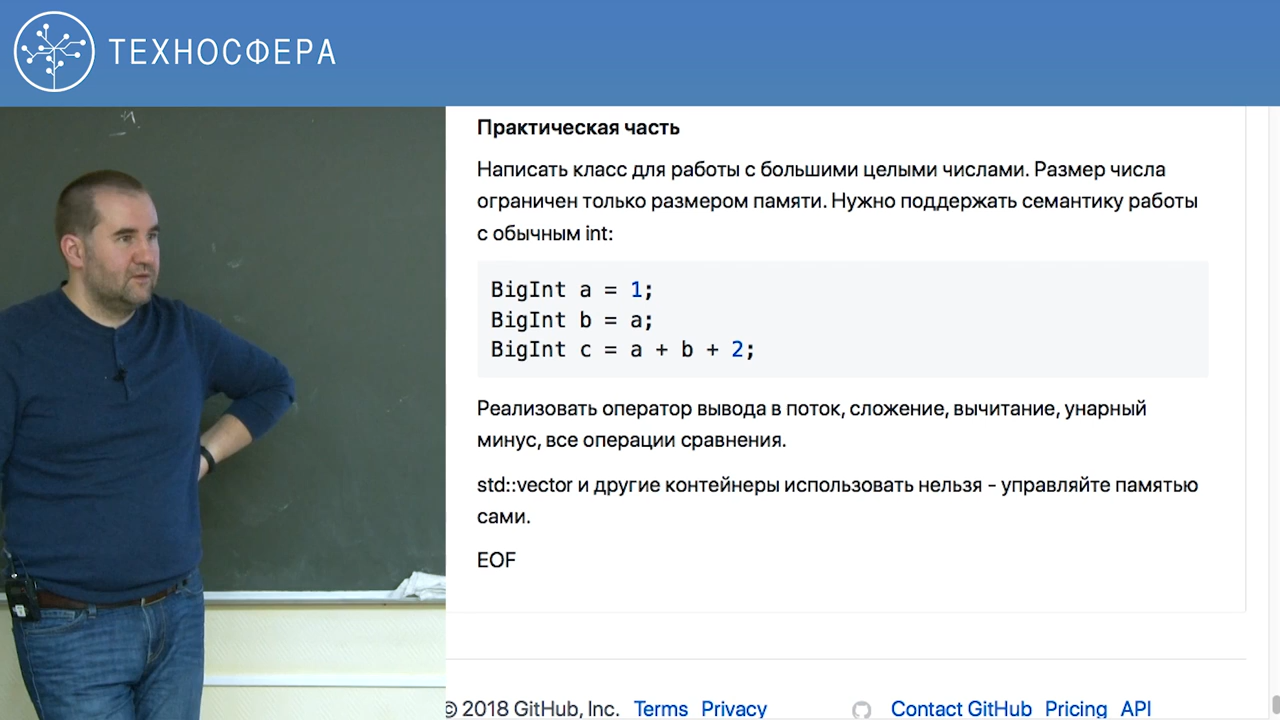 ТЕХНОСФЕРА
Практическая часть
Написать класс для работы с большими целыми числами. Размер числа
ограничен только размером памяти. Нужно поддержать семантику работы
с обычным int:
BigInt a = 1;
BigInt b = a;
BigInt c = a + b + 2;
Реализовать оператор вывода в поток, сложение, вычитание, унарный
минус, все операции сравнения.
std::vector и другие контейнеры использовать нельзя - управляйте памятью
сами.
EOF
© 2018 GitHub, Inc. Terms Privacy Contact GitHub Pricing API